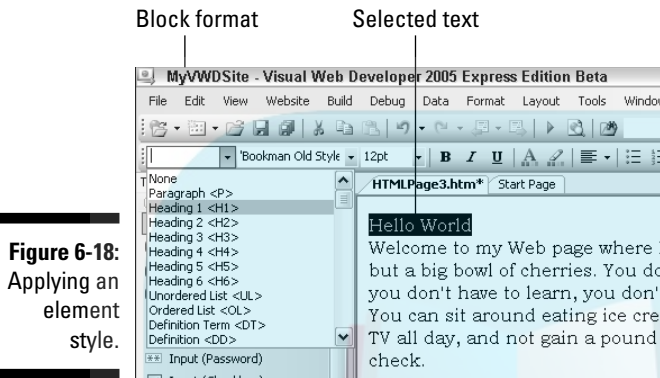 Block format Selected text
MyVWDSite - Visual Web Developer 2005 Express Edition Beta
File Edit View Website Build Debug Data Format Layout Tools
'Bookman Old Style 12pt B I U A
None
Paragraph <P>
Heading 1 <H1>
Heading 2 <H2>
Heading 3 <H3>
Heading 4 <H4>
Heading 5 <H5>
Heading 6 <H6>
Unordered List <UL>
Ordered List <OL>
Definition Term <DT>
Definition <DD>
Input (Password)
HTMLPage3.htm* Start Page
Hello World
Welcome to my Web page where
but a big bowl of cherries. You do
you don't have to learn, you don'
You can sit around eating ice cre
TV all day, and not gain a pound
check.
Figure 6-18:
Applying an
element
style.